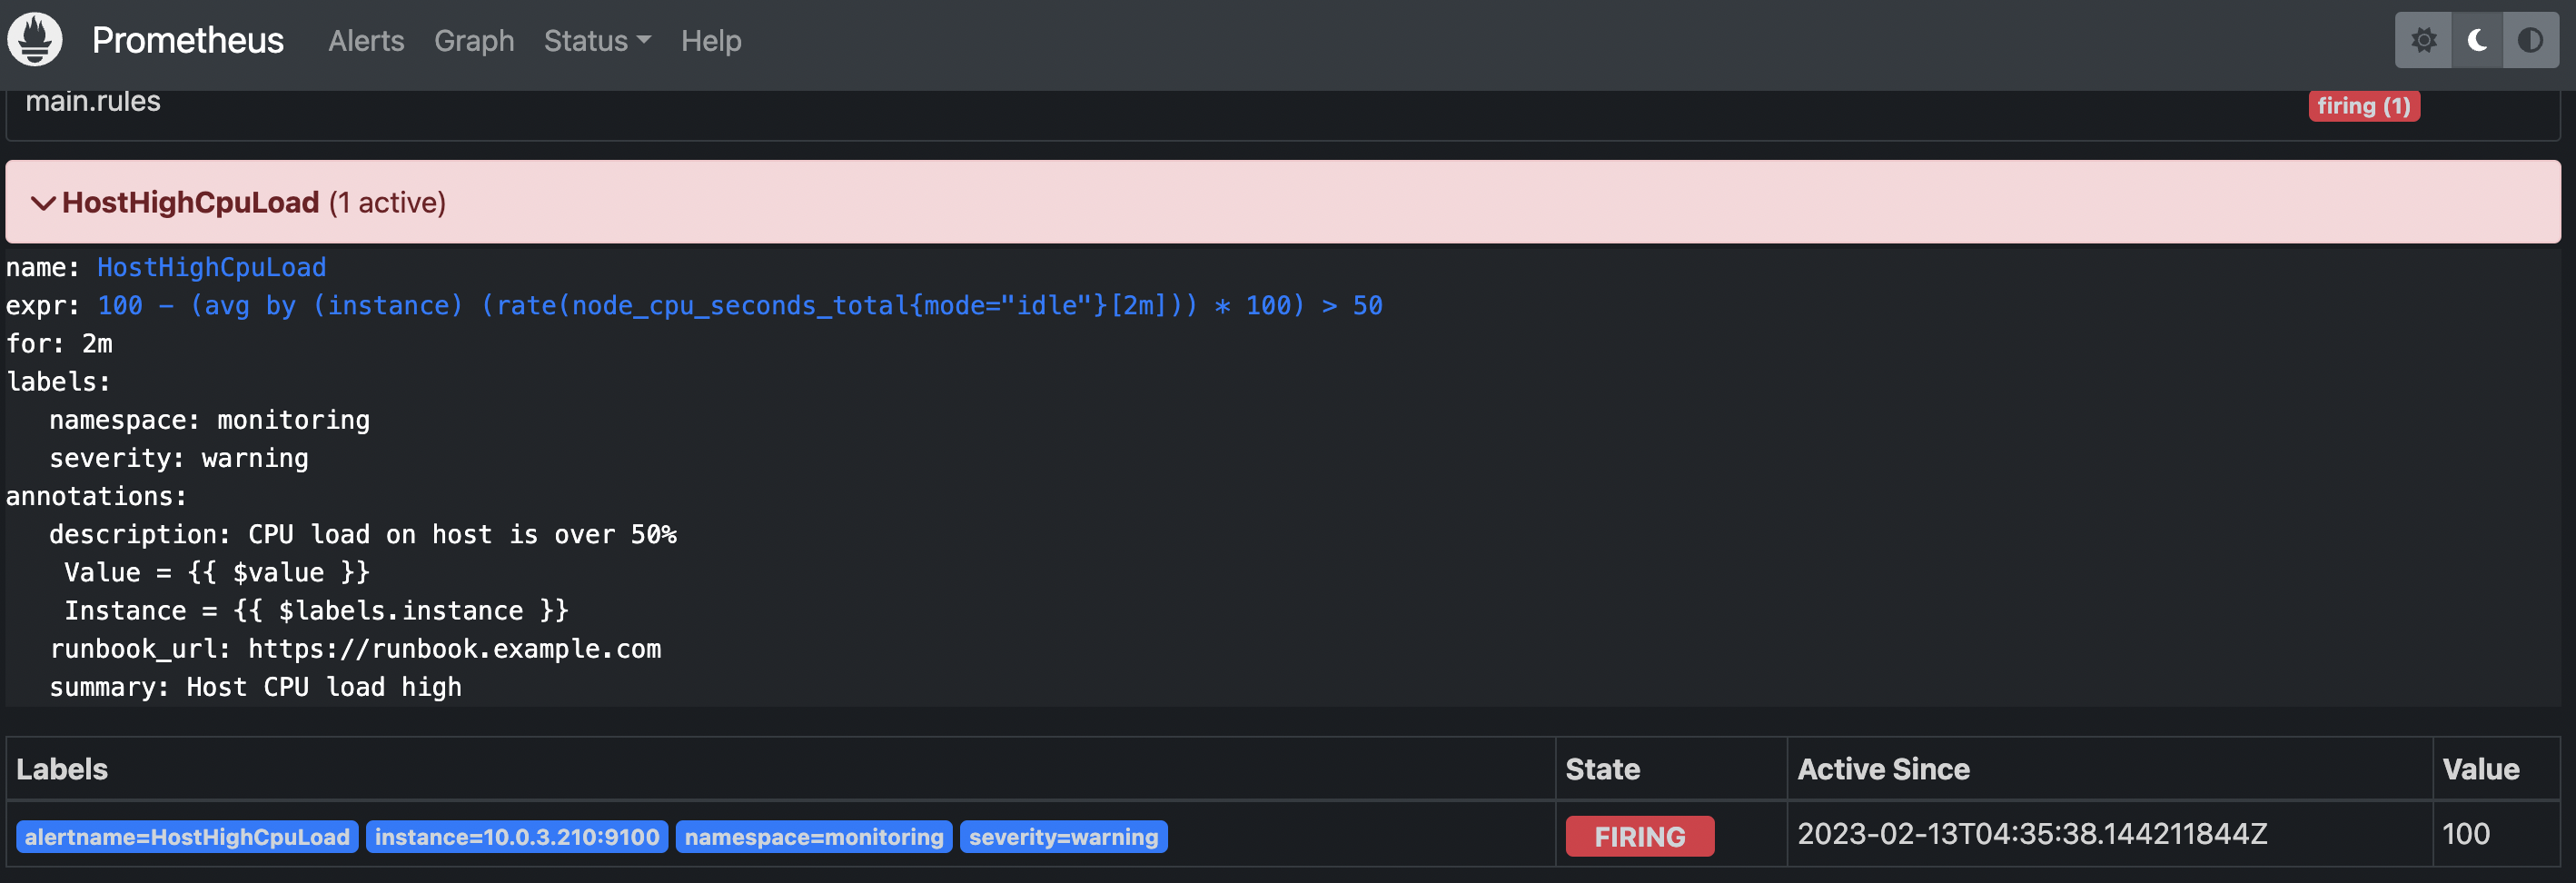 Prometheus Alerts Graph Status Help
main.rules firing (1)
HostHighCpuLoad (1 active)
name: HostHighCpuLoad
expr: 100 - (avg by (instance) (rate(node_cpu_seconds_total{mode="idle"}[2m])) * 100) > 50
for: 2m
labels:
namespace: monitoring
severity: warning
annotations:
description: CPU load on host is over 50%
Value = {{ $value }}
Instance = {{ $labels.instance }}
runbook_url: https://runbook.example.com
summary: Host CPU load high
Labels State Active Since Value
alertname=HostHighCpuLoad instance=10.0.3.210:9100 namespace=monitoring severity=warning FIRING 2023-02-13T04:35:38.144211844Z 100